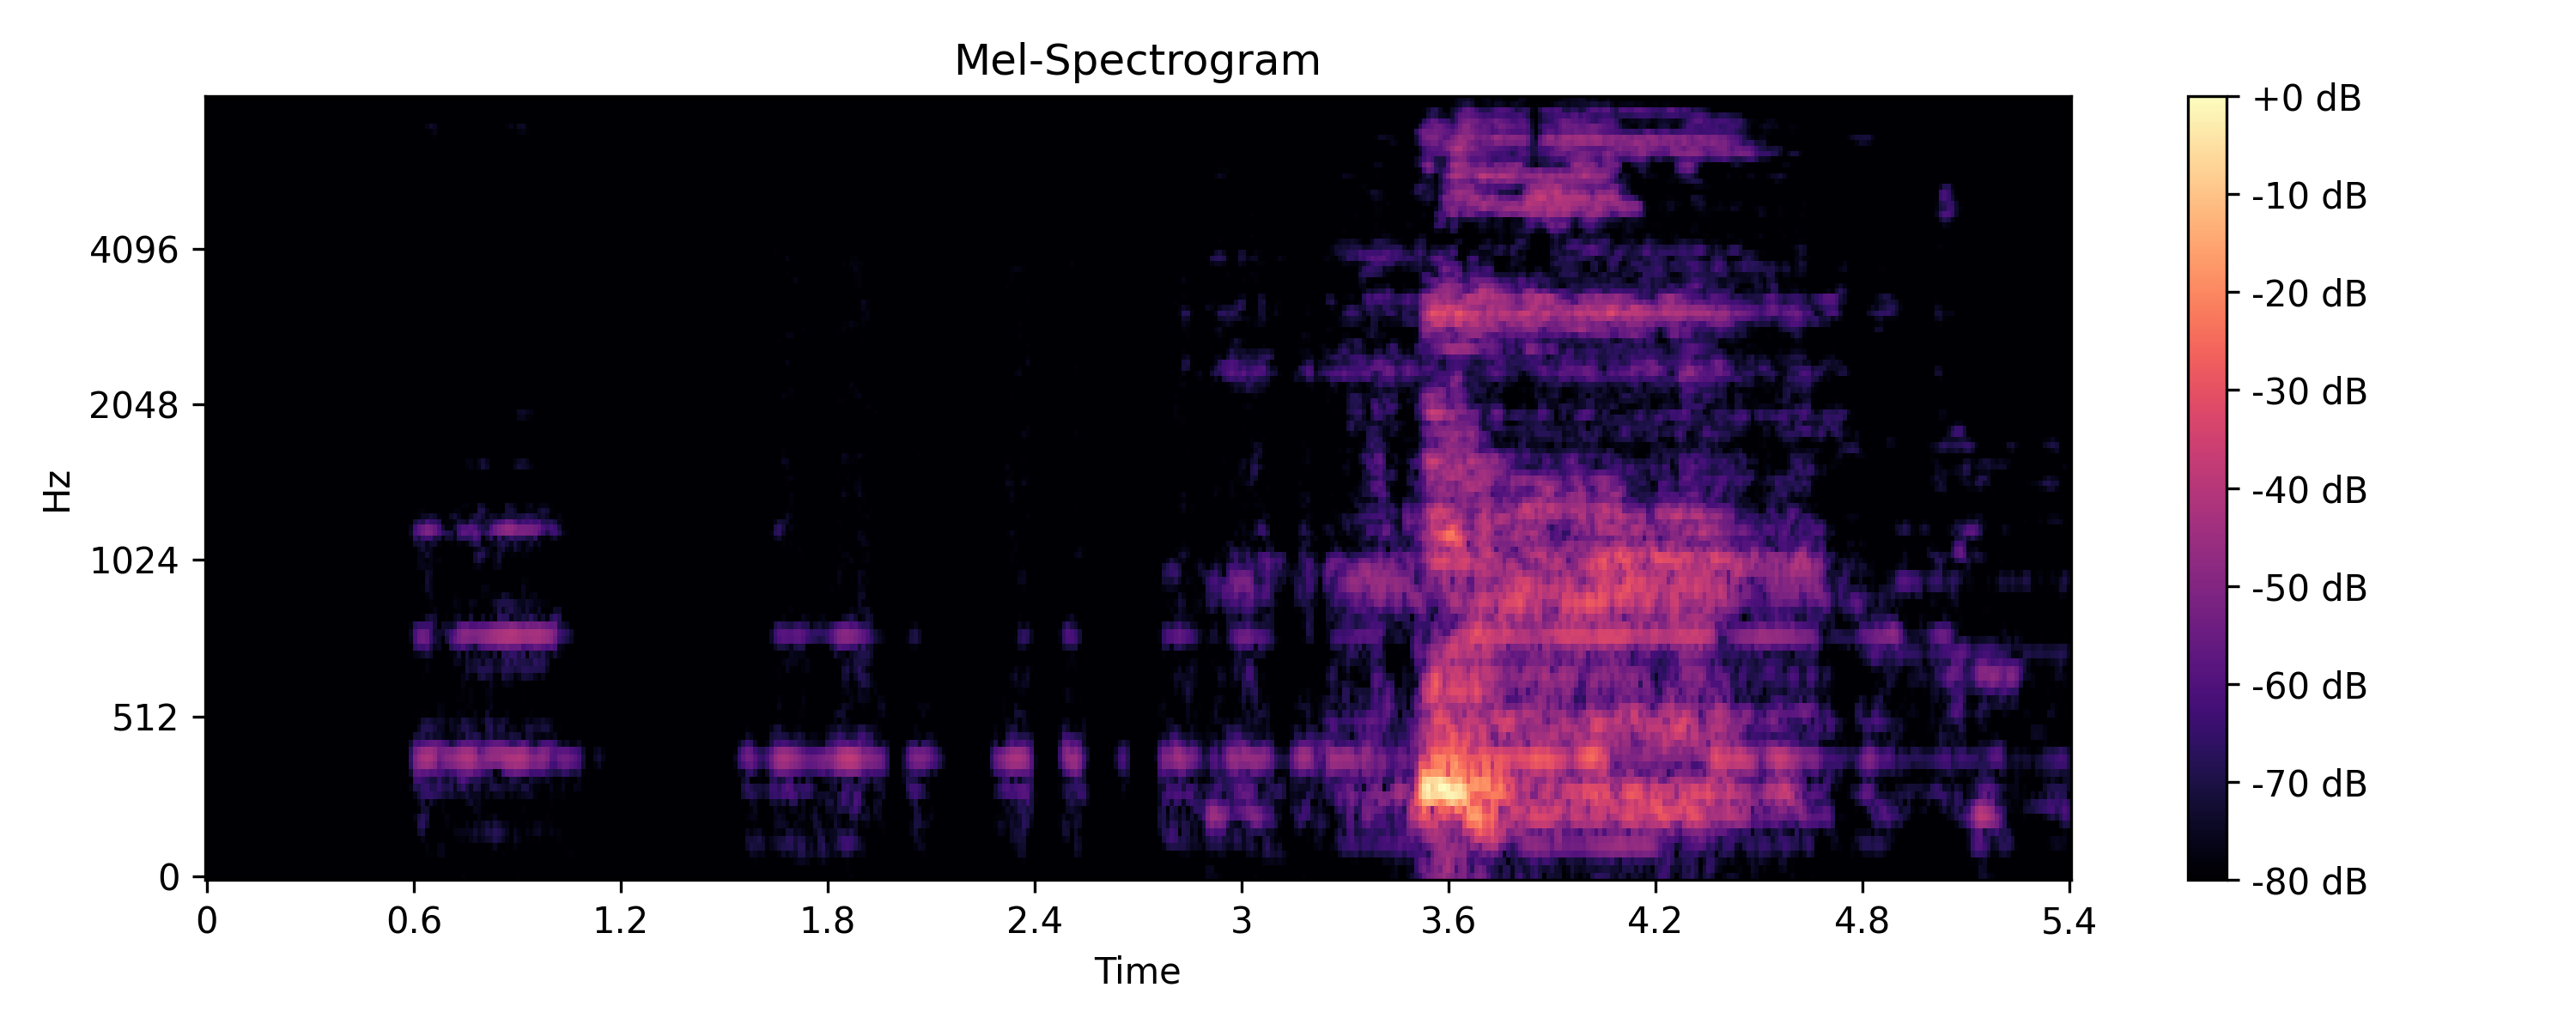 Mel-Spectrogram
Hz
4096
2048
1024
512
0
0 0.6 1.2 1.8 2.4 3 3.6 4.2 4.8 5.4
Time
+0 dB
-10 dB
-20 dB
-30 dB
-40 dB
-50 dB
-60 dB
-70 dB
-80 dB